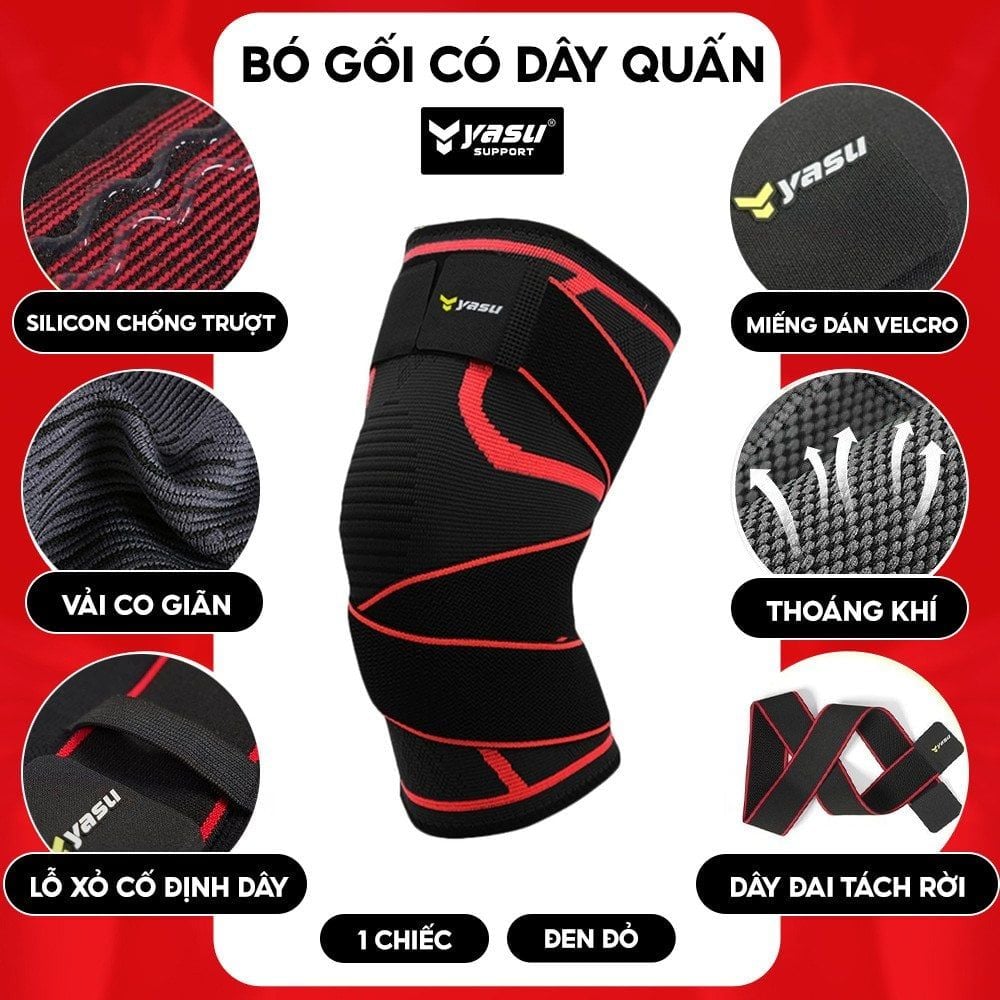 BÓ GỐI CÓ DÂY QUẤN
yasu®
SUPPORT
yasu
SILICON CHỐNG TRƯỢT
yasu
MIẾNG DÁN VELCRO
VẢI CO GIÃN
THOÁNG KHÍ
yasu
LỖ XỎ CỐ ĐỊNH DÂY
yasu
DÂY ĐAI TÁCH RỜI
1 CHIẾC
ĐEN ĐỎ